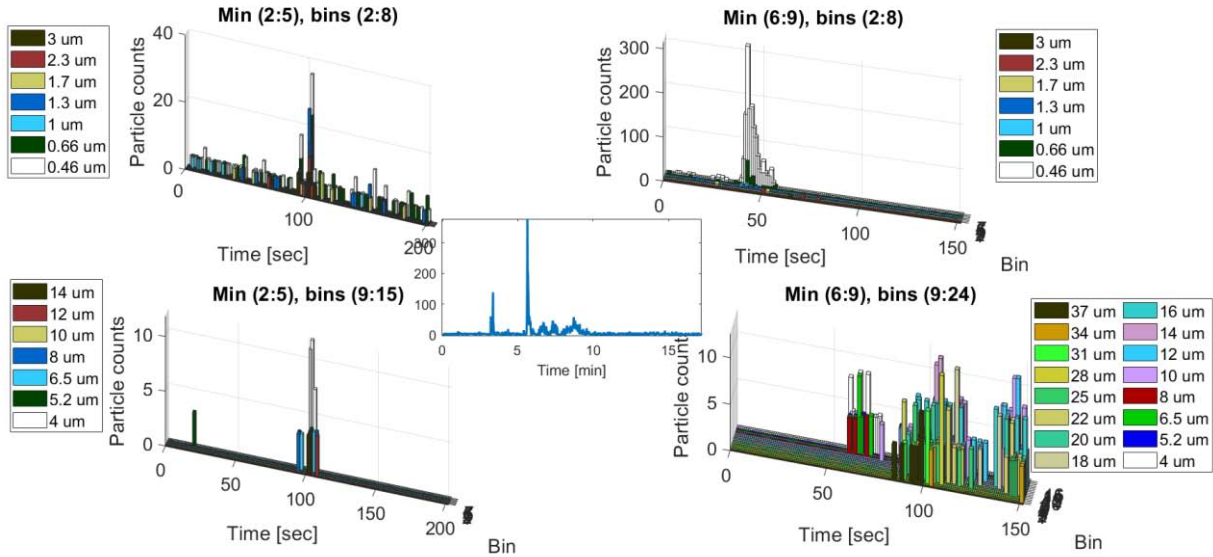 Min (2:5), bins (2:8)
3 um
2.3 um
1.7 um
1.3 um
1 um
0.66 um
0.46 um
Particle counts
40
20
0
0
100
200
Time [sec]
Min (6:9), bins (2:8)
Particle counts
300
200
100
0
0
50
100
150
Time [sec]
Bin
3 um
2.3 um
1.7 um
1.3 um
1 um
0.66 um
0.46 um
300
200
100
0
0
5
10
15
Time [min]
Min (2:5), bins (9:15)
14 um
12 um
10 um
8 um
6.5 um
5.2 um
4 um
Particle counts
10
5
0
0
50
100
150
200
Time [sec]
Bin
Min (6:9), bins (9:24)
Particle counts
10
5
0
0
50
100
150
Time [sec]
Bin
37 um 16 um
34 um 14 um
31 um 12 um
28 um 10 um
25 um 8 um
22 um 6.5 um
20 um 5.2 um
18 um 4 um